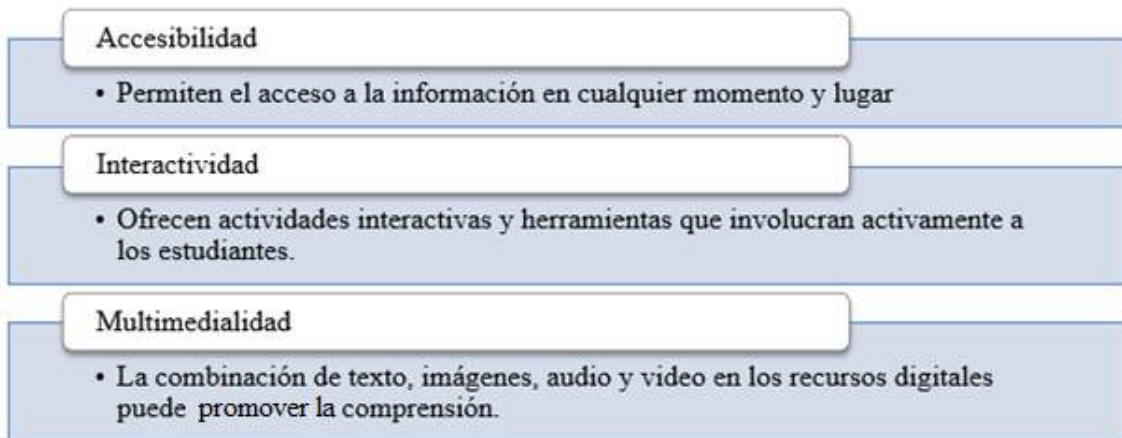 Accesibilidad
• Permiten el acceso a la información en cualquier momento y lugar
Interactividad
• Ofrecen actividades interactivas y herramientas que involucran activamente a
los estudiantes.
Multimedialidad
• La combinación de texto, imágenes, audio y video en los recursos digitales
puede promover la comprensión.